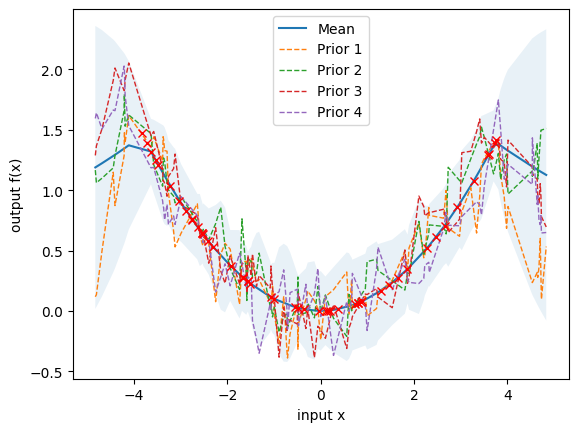 Mean
Prior 1
Prior 2
Prior 3
Prior 4
output f(x)
2.0
1.5
1.0
0.5
0.0
−0.5
−4
−2
0
2
4
input x